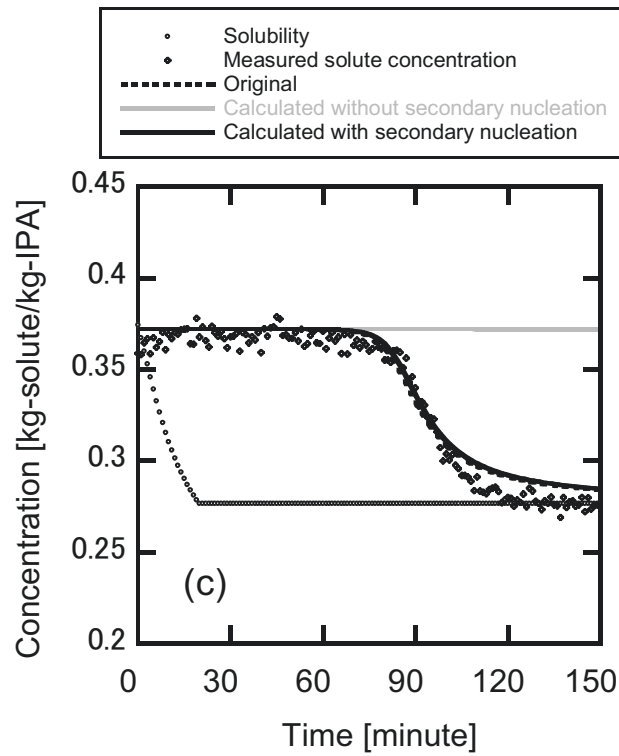 Solubility
Measured solute concentration
Original
Calculated without secondary nucleation
Calculated with secondary nucleation
Concentration [kg-solute/kg-IPA]
0.45
0.4
0.35
0.3
0.25
0.2
(c)
0 30 60 90 120 150
Time [minute]